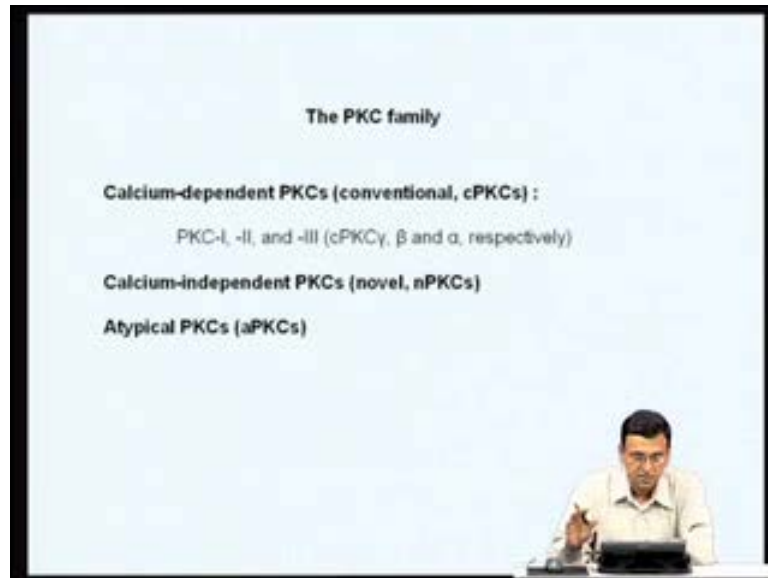 The PKC family
Calcium-dependent PKCs (conventional, cPKCs) :
PKC-I, -II, and -III (cPKCγ, β and α, respectively)
Calcium-independent PKCs (novel, nPKCs)
Atypical PKCs (aPKCs)